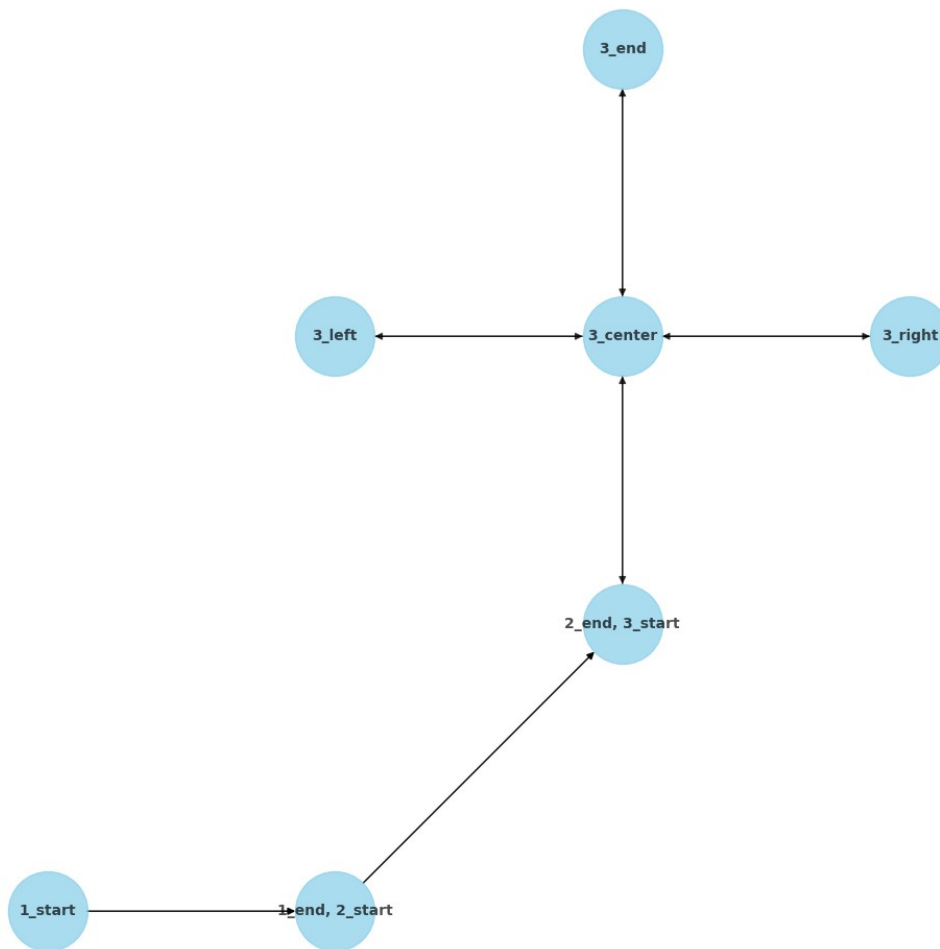 3_end
3_left
3_center
3_right
2_end, 3_start
1_start
1_end, 2_start